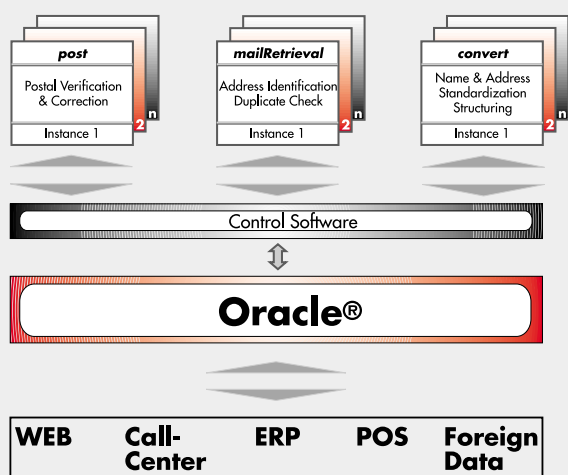 post
Postal Verification
& Correction
Instance 1
2
n
mailRetrieval
Address Identification
Duplicate Check
Instance 1
2
n
convert
Name & Address
Standardization
Structuring
Instance 1
2
n
Control Software
Oracle®
WEB
Call-
Center
ERP
POS
Foreign
Data